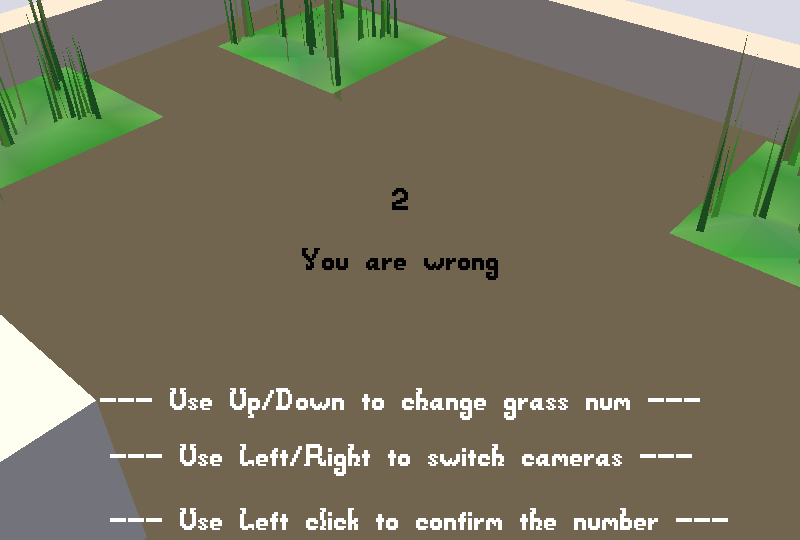 2
You are wrong
--- Use Up/Down to change grass num ---
--- Use Left/Right to switch cameras ---
--- Use Left click to confirm the number ---